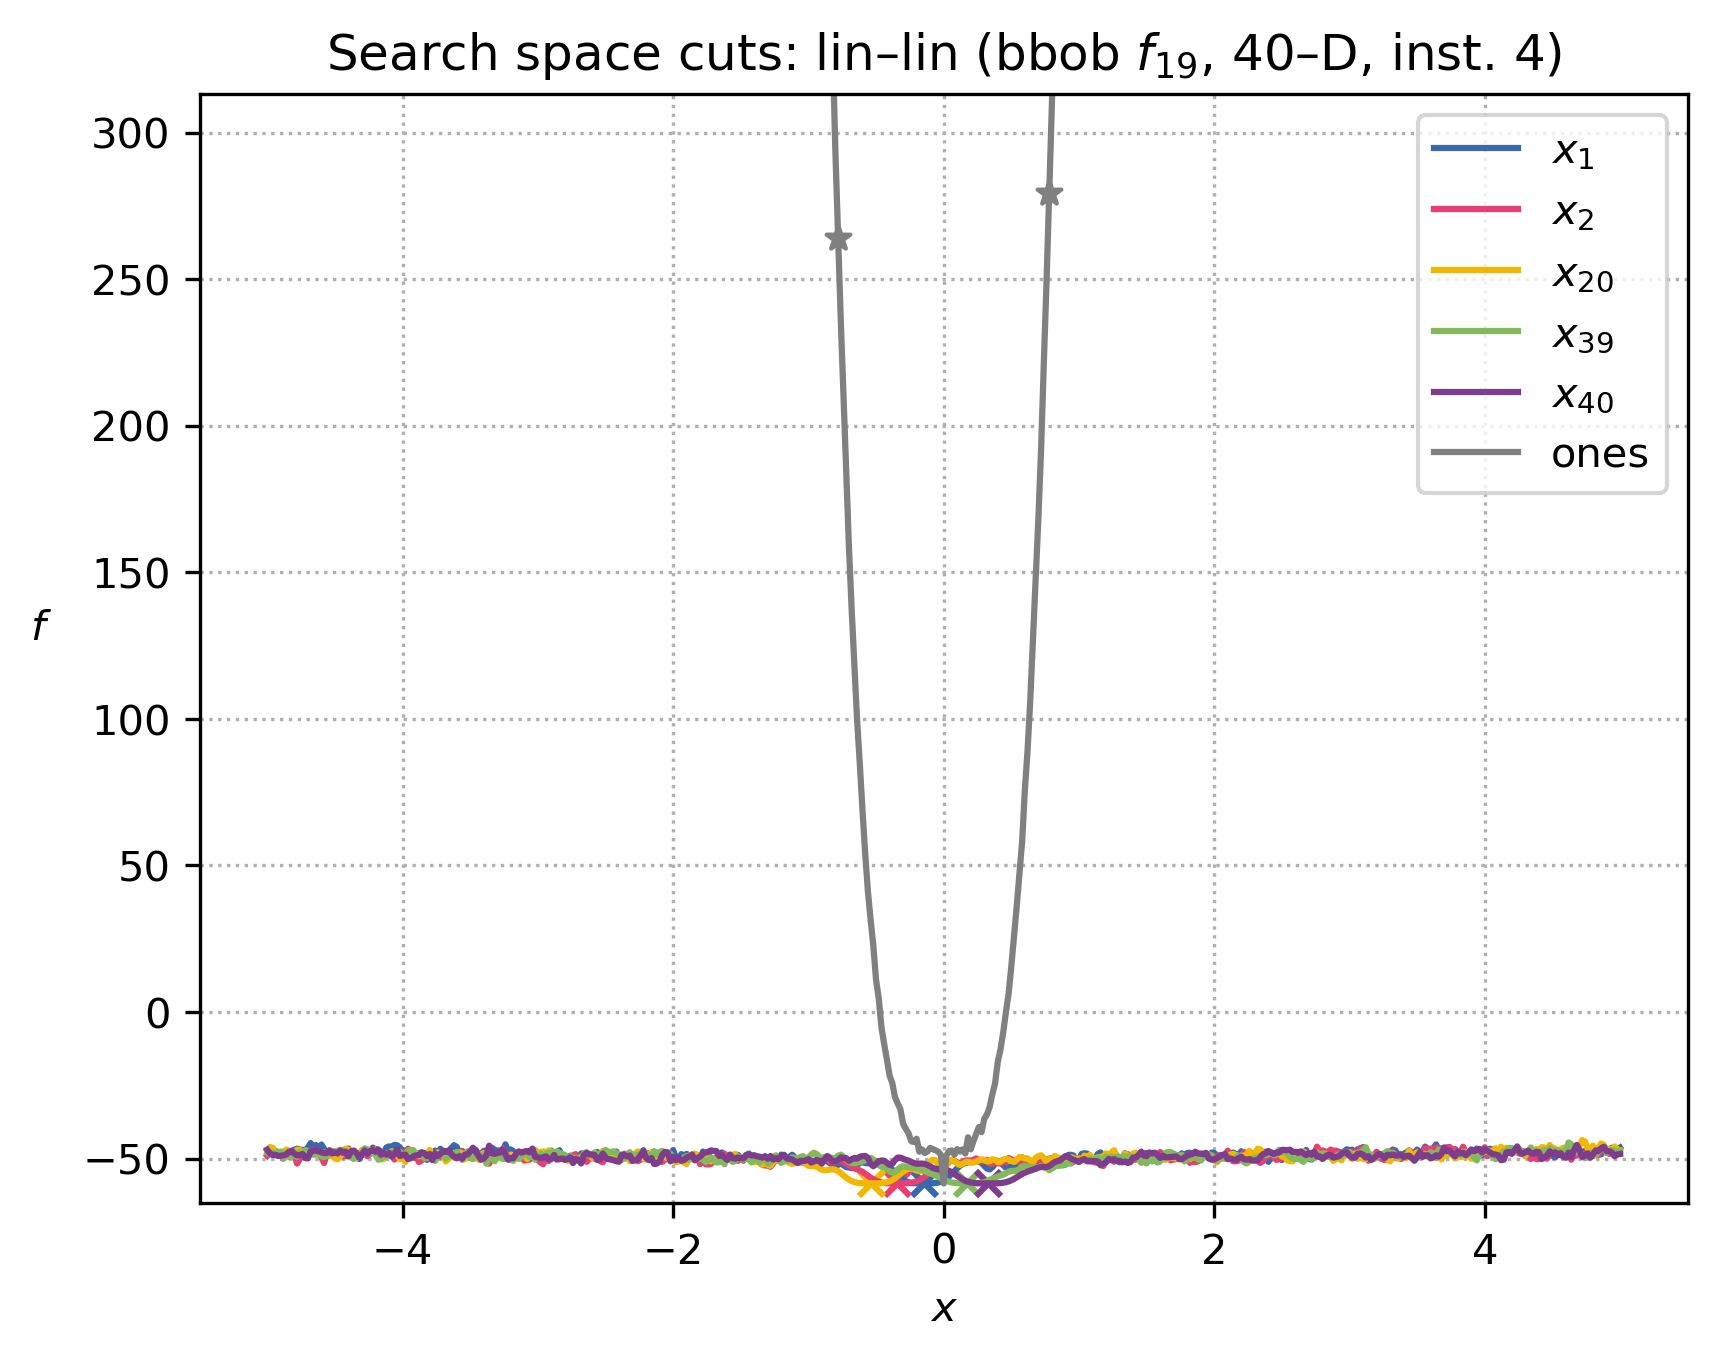 Search space cuts: lin–lin (bbob f19, 40–D, inst. 4)
300
250
200
150
100
50
0
−50
f
x1
x2
x20
x39
x40
ones
−4
−2
0
2
4
x